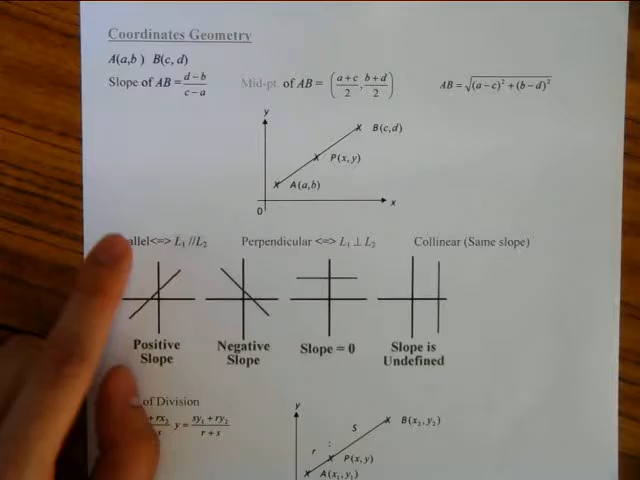 Coordinates Geometry
A(a,b) B(c, d)
Slope of AB = d−b / c−a Mid-pt. of AB = (a+c / 2, b+d / 2) AB = √(a−c)² + (b−d)²
y
B(c,d)
P(x, y)
A(a,b)
0 x
allel<=> L₁ //L₂ Perpendicular <=> L₁ ⊥ L₂ Collinear (Same slope)
Positive Slope Negative Slope Slope = 0 Slope is Undefined
of Division
+ rx₂ / + s y = sy₁ + ry₂ / r + s
y
B(x₂, y₂)
s
r :
P(x, y)
A(x₁, y₁)